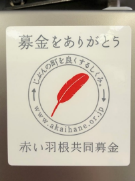 募金をありがとう
じぶんの町を良くするしくみ。
www.akaihane.or.jp
赤い羽根共同募金